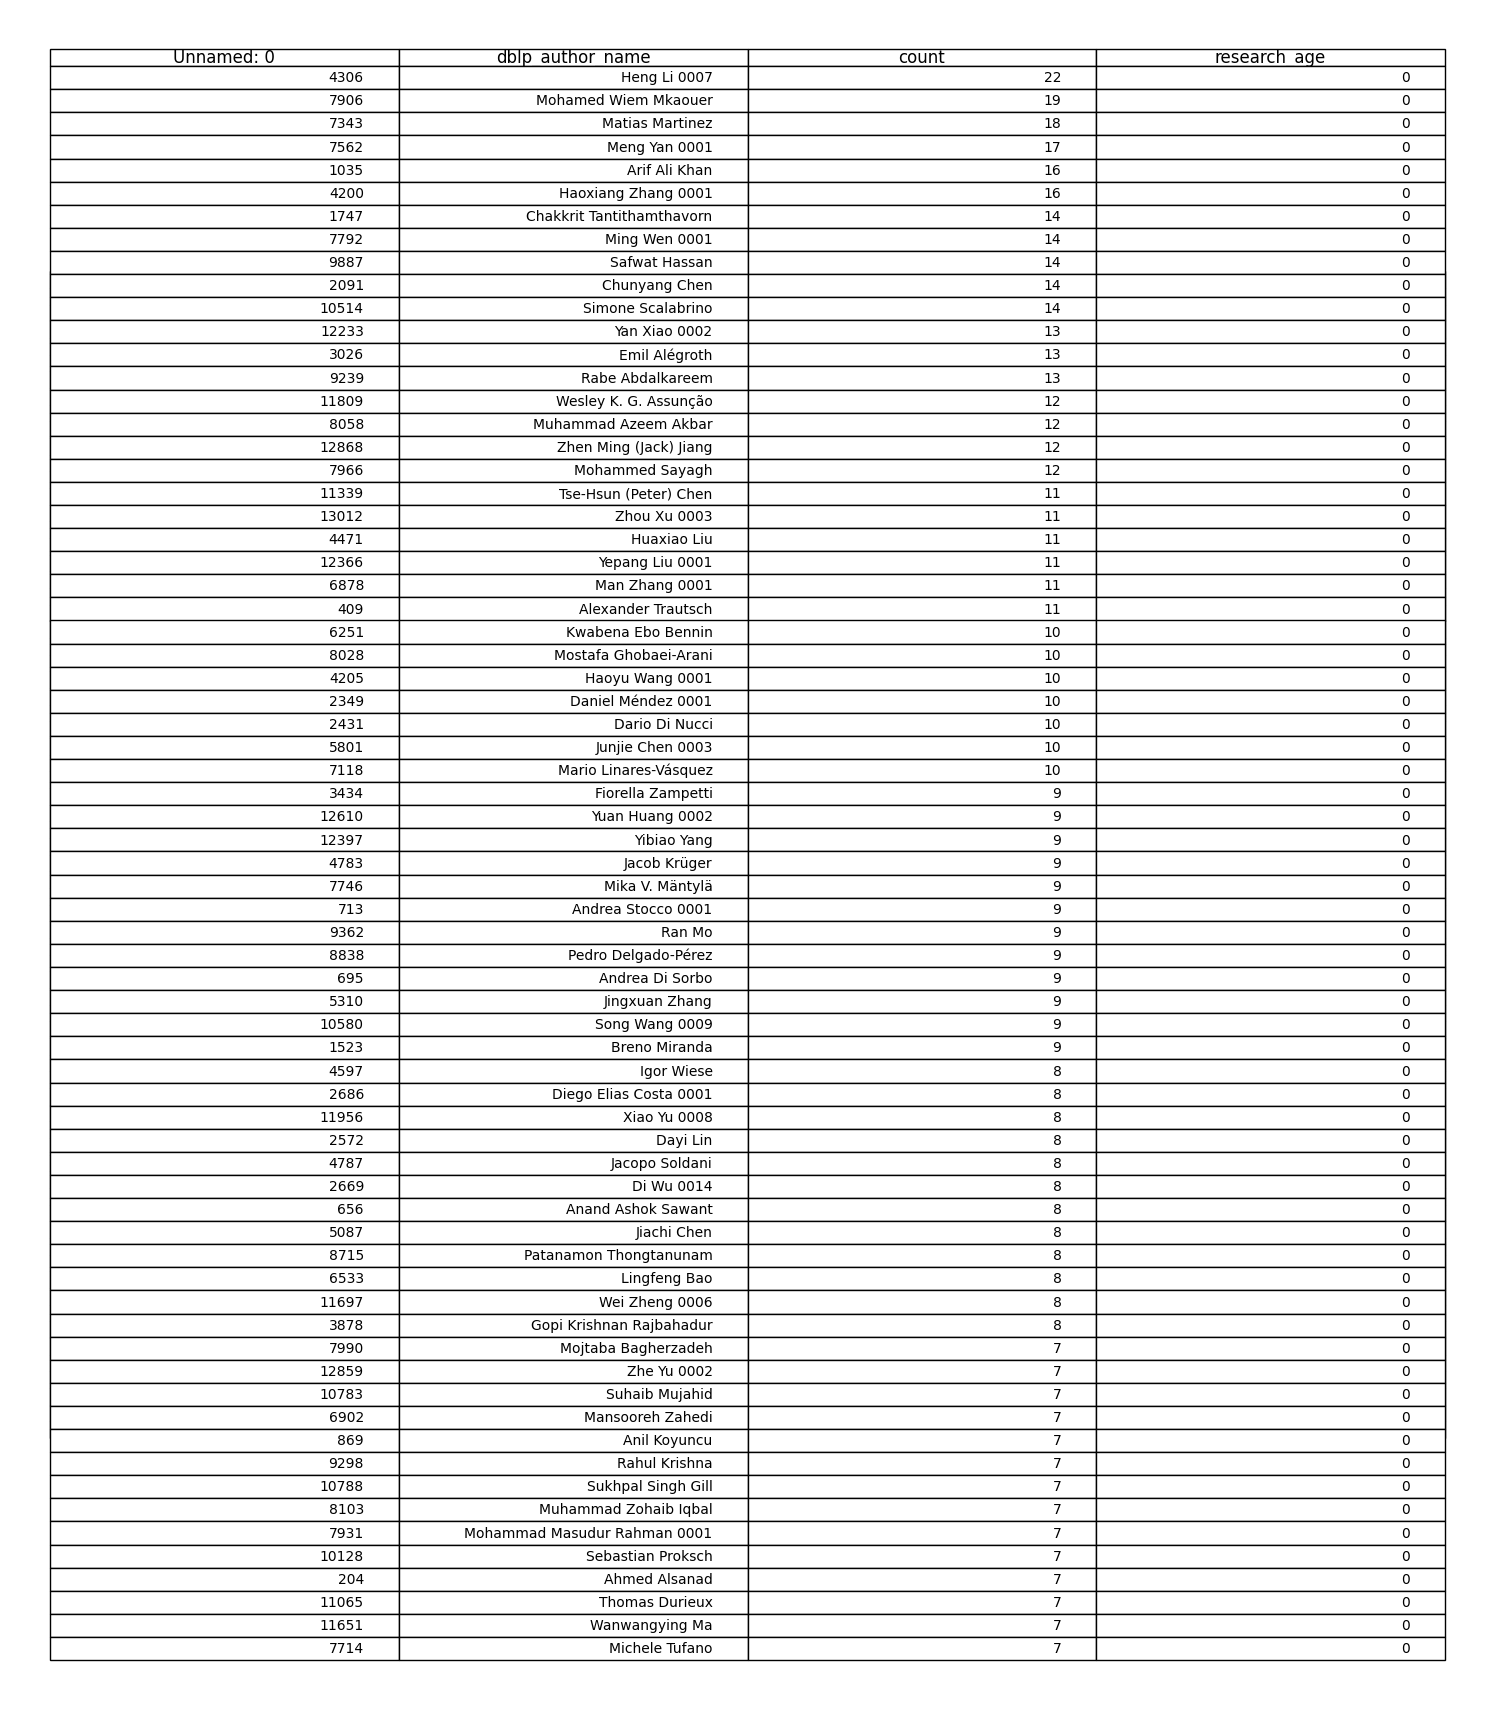 Unnamed: 0 dblp_author_name count research_age
4306 Heng Li 0007 22 0
7906 Mohamed Wiem Mkaouer 19 0
7343 Matias Martinez 18 0
7562 Meng Yan 0001 17 0
1035 Arif Ali Khan 16 0
4200 Haoxiang Zhang 0001 16 0
1747 Chakkrit Tantithamthavorn 14 0
7792 Ming Wen 0001 14 0
9887 Safwat Hassan 14 0
2091 Chunyang Chen 14 0
10514 Simone Scalabrino 14 0
12233 Yan Xiao 0002 13 0
3026 Emil Alégroth 13 0
9239 Rabe Abdalkareem 13 0
11809 Wesley K. G. Assunção 12 0
8058 Muhammad Azeem Akbar 12 0
12868 Zhen Ming (Jack) Jiang 12 0
7966 Mohammed Sayagh 12 0
11339 Tse-Hsun (Peter) Chen 11 0
13012 Zhou Xu 0003 11 0
4471 Huaxiao Liu 11 0
12366 Yepang Liu 0001 11 0
6878 Man Zhang 0001 11 0
409 Alexander Trautsch 11 0
6251 Kwabena Ebo Bennin 10 0
8028 Mostafa Ghobaei-Arani 10 0
4205 Haoyu Wang 0001 10 0
2349 Daniel Méndez 0001 10 0
2431 Dario Di Nucci 10 0
5801 Junjie Chen 0003 10 0
7118 Mario Linares-Vásquez 10 0
3434 Fiorella Zampetti 9 0
12610 Yuan Huang 0002 9 0
12397 Yibiao Yang 9 0
4783 Jacob Krüger 9 0
7746 Mika V. Mäntylä 9 0
713 Andrea Stocco 0001 9 0
9362 Ran Mo 9 0
8838 Pedro Delgado-Pérez 9 0
695 Andrea Di Sorbo 9 0
5310 Jingxuan Zhang 9 0
10580 Song Wang 0009 9 0
1523 Breno Miranda 9 0
4597 Igor Wiese 8 0
2686 Diego Elias Costa 0001 8 0
11956 Xiao Yu 0008 8 0
2572 Dayi Lin 8 0
4787 Jacopo Soldani 8 0
2669 Di Wu 0014 8 0
656 Anand Ashok Sawant 8 0
5087 Jiachi Chen 8 0
8715 Patanamon Thongtanunam 8 0
6533 Lingfeng Bao 8 0
11697 Wei Zheng 0006 8 0
3878 Gopi Krishnan Rajbahadur 8 0
7990 Mojtaba Bagherzadeh 7 0
12859 Zhe Yu 0002 7 0
10783 Suhaib Mujahid 7 0
6902 Mansooreh Zahedi 7 0
869 Anil Koyuncu 7 0
9298 Rahul Krishna 7 0
10788 Sukhpal Singh Gill 7 0
8103 Muhammad Zohaib Iqbal 7 0
7931 Mohammad Masudur Rahman 0001 7 0
10128 Sebastian Proksch 7 0
204 Ahmed Alsanad 7 0
11065 Thomas Durieux 7 0
11651 Wanwangying Ma 7 0
7714 Michele Tufano 7 0